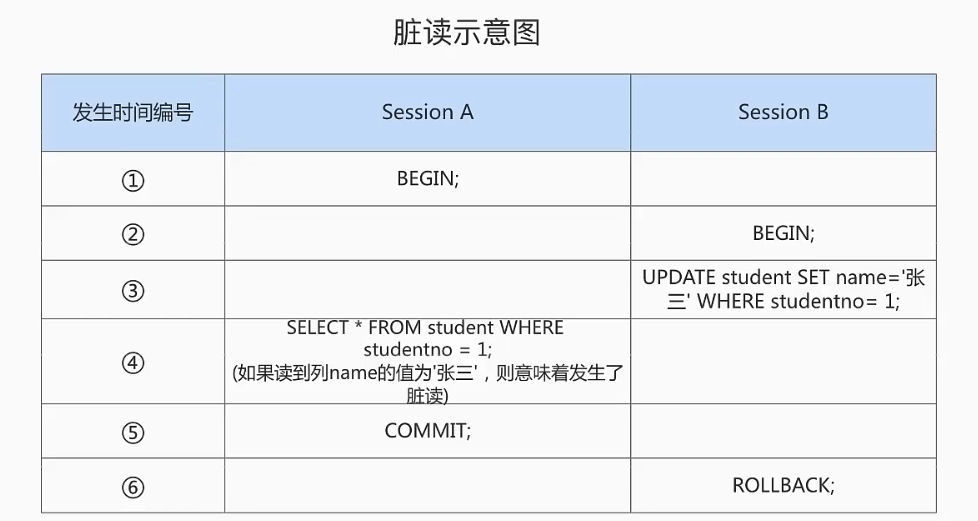 脏读示意图
发生时间编号
Session A
Session B
①
BEGIN;
②
BEGIN;
③
UPDATE student SET name='张
三' WHERE studentno= 1;
④
SELECT * FROM student WHERE
studentno = 1;
(如果读到列name的值为'张三'，则意味着发生了
脏读)
⑤
COMMIT;
⑥
ROLLBACK;